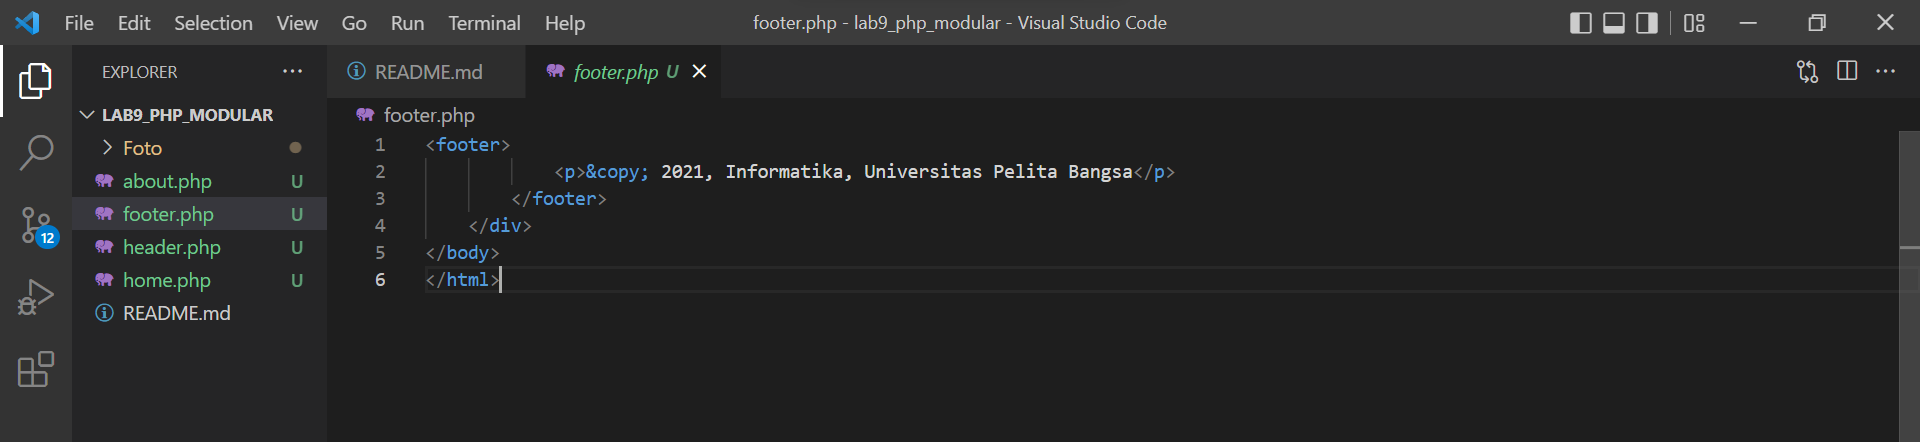 File Edit Selection View Go Run Terminal Help footer.php - lab9_php_modular - Visual Studio Code
EXPLORER ... README.md footer.php U
LAB9_PHP_MODULAR
Foto
about.php U
footer.php U
header.php U
home.php U
README.md
12
footer.php
1 <footer>
2 <p>&copy; 2021, Informatika, Universitas Pelita Bangsa</p>
3 </footer>
4 </div>
5 </body>
6 </html>